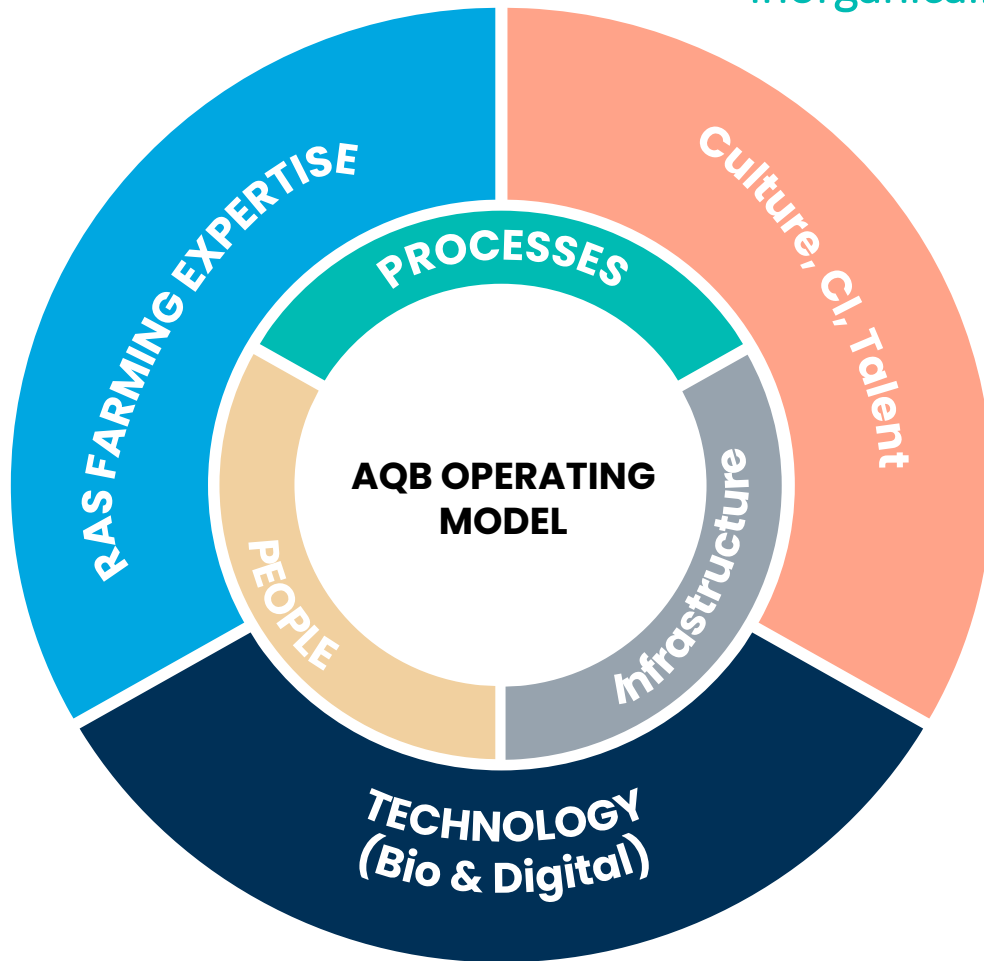 RAS FARMING EXPERTISE
Culture, CI, Talent
PROCESSES
PEOPLE
Infrastructure
AQB OPERATING
MODEL
TECHNOLOGY
(Bio & Digital)